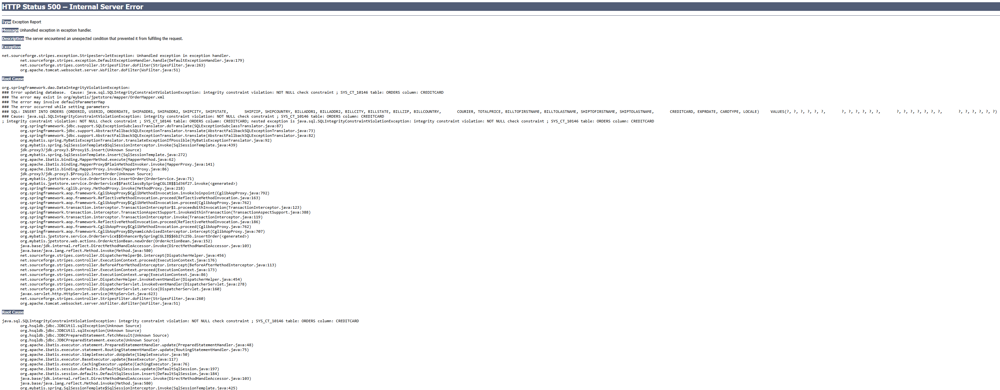 HTTP Status 500 – Internal Server Error
Type Exception Report
Message Unhandled exception in exception handler.
Description The server encountered an unexpected condition that prevented it from fulfilling the request.
Exception
net.sourceforge.stripes.exception.StripesServletException: Unhandled exception in exception handler.
net.sourceforge.stripes.exception.DefaultExceptionHandler.handle(DefaultExceptionHandler.java:179)
net.sourceforge.stripes.controller.StripesFilter.doFilter(StripesFilter.java:263)
org.apache.tomcat.websocket.server.WsFilter.doFilter(WsFilter.java:51)
Root Cause
org.springframework.dao.DataIntegrityViolationException:
### Error updating database.  Cause: java.sql.SQLIntegrityConstraintViolationException: integrity constraint violation: NOT NULL check constraint ; SYS_CT_10146 table: ORDERS column: CREDITCARD
### The error may exist in org/mybatis/jpetstore/mapper/OrderMapper.xml
### The error may involve defaultParameterMap
### The error occurred while setting parameters
### SQL: INSERT INTO ORDERS (ORDERID, USERID, ORDERDATE, SHIPADDR1, SHIPADDR2, SHIPCITY, SHIPSTATE,       SHIPZIP, SHIPCOUNTRY, BILLADDR1, BILLADDR2, BILLCITY, BILLSTATE, BILLZIP, BILLCOUNTRY,       COURIER, TOTALPRICE, BILLTOFIRSTNAME, BILLTOLASTNAME, SHIPTOFIRSTNAME, SHIPTOLASTNAME,       CREDITCARD, EXPRDATE, CARDTYPE, LOCALE)     VALUES(?, ?, ?, ?, ?, ?,       ?, ?, ?, ?, ?, ?,       ?, ?, ?, ?, ?, ?, ?,       ?, ?, ?, ?, ?, ?)
### Cause: java.sql.SQLIntegrityConstraintViolationException: integrity constraint violation: NOT NULL check constraint ; SYS_CT_10146 table: ORDERS column: CREDITCARD
; integrity constraint violation: NOT NULL check constraint ; SYS_CT_10146 table: ORDERS column: CREDITCARD; nested exception is java.sql.SQLIntegrityConstraintViolationException: integrity constraint violation: NOT NULL check constraint ; SYS_CT_10146 table: ORDERS column: CREDITCARD
org.springframework.jdbc.support.SQLExceptionSubclassTranslator.doTranslate(SQLExceptionSubclassTranslator.java:87)
org.springframework.jdbc.support.AbstractFallbackSQLExceptionTranslator.translate(AbstractFallbackSQLExceptionTranslator.java:73)
org.springframework.jdbc.support.AbstractFallbackSQLExceptionTranslator.translate(AbstractFallbackSQLExceptionTranslator.java:82)
org.mybatis.spring.MyBatisExceptionTranslator.translateExceptionIfPossible(MyBatisExceptionTranslator.java:92)
org.mybatis.spring.SqlSessionTemplate$SqlSessionInterceptor.invoke(SqlSessionTemplate.java:439)
jdk.proxy3/jdk.proxy3.$Proxy15.insert(Unknown Source)
org.mybatis.spring.SqlSessionTemplate.insert(SqlSessionTemplate.java:272)
org.apache.ibatis.binding.MapperMethod.execute(MapperMethod.java:62)
org.apache.ibatis.binding.MapperProxy$PlainMethodInvoker.invoke(MapperProxy.java:141)
org.apache.ibatis.binding.MapperProxy.invoke(MapperProxy.java:86)
jdk.proxy3/jdk.proxy3.$Proxy22.insertOrder(Unknown Source)
org.mybatis.jpetstore.service.OrderService.insertOrder(OrderService.java:71)
org.mybatis.jpetstore.service.OrderService$$FastClassBySpringCGLIB$$1d36f27.invoke(<generated>)
org.springframework.cglib.proxy.MethodProxy.invoke(MethodProxy.java:218)
org.springframework.aop.framework.CglibAopProxy$CglibMethodInvocation.invokeJoinpoint(CglibAopProxy.java:792)
org.springframework.aop.framework.ReflectiveMethodInvocation.proceed(ReflectiveMethodInvocation.java:163)
org.springframework.aop.framework.CglibAopProxy$CglibMethodInvocation.proceed(CglibAopProxy.java:762)
org.springframework.transaction.interceptor.TransactionInterceptor$1.proceedWithInvocation(TransactionInterceptor.java:123)
org.springframework.transaction.interceptor.TransactionAspectSupport.invokeWithinTransaction(TransactionAspectSupport.java:388)
org.springframework.transaction.interceptor.TransactionInterceptor.invoke(TransactionInterceptor.java:119)
org.springframework.aop.framework.ReflectiveMethodInvocation.proceed(ReflectiveMethodInvocation.java:186)
org.springframework.aop.framework.CglibAopProxy$CglibMethodInvocation.proceed(CglibAopProxy.java:762)
org.springframework.aop.framework.CglibAopProxy$DynamicAdvisedInterceptor.intercept(CglibAopProxy.java:707)
org.mybatis.jpetstore.service.OrderService$$EnhancerBySpringCGLIB$$6b27c25b.insertOrder(<generated>)
org.mybatis.jpetstore.web.actions.OrderActionBean.newOrder(OrderActionBean.java:152)
java.base/jdk.internal.reflect.DirectMethodHandleAccessor.invoke(DirectMethodHandleAccessor.java:103)
java.base/java.lang.reflect.Method.invoke(Method.java:580)
net.sourceforge.stripes.controller.DispatcherHelper$6.intercept(DispatcherHelper.java:456)
net.sourceforge.stripes.controller.ExecutionContext.proceed(ExecutionContext.java:176)
net.sourceforge.stripes.controller.BeforeAfterMethodInterceptor.intercept(BeforeAfterMethodInterceptor.java:113)
net.sourceforge.stripes.controller.ExecutionContext.proceed(ExecutionContext.java:173)
net.sourceforge.stripes.controller.ExecutionContext.wrap(ExecutionContext.java:86)
net.sourceforge.stripes.controller.DispatcherHelper.invokeEventHandler(DispatcherHelper.java:454)
net.sourceforge.stripes.controller.DispatcherServlet.invokeEventHandler(DispatcherServlet.java:278)
net.sourceforge.stripes.controller.DispatcherServlet.service(DispatcherServlet.java:160)
javax.servlet.http.HttpServlet.service(HttpServlet.java:623)
net.sourceforge.stripes.controller.StripesFilter.doFilter(StripesFilter.java:260)
org.apache.tomcat.websocket.server.WsFilter.doFilter(WsFilter.java:51)
Root Cause
java.sql.SQLIntegrityConstraintViolationException: integrity constraint violation: NOT NULL check constraint ; SYS_CT_10146 table: ORDERS column: CREDITCARD
org.hsqldb.jdbc.JDBCUtil.sqlException(Unknown Source)
org.hsqldb.jdbc.JDBCUtil.sqlException(Unknown Source)
org.hsqldb.jdbc.JDBCPreparedStatement.fetchResult(Unknown Source)
org.hsqldb.jdbc.JDBCPreparedStatement.execute(Unknown Source)
org.apache.ibatis.executor.statement.PreparedStatementHandler.update(PreparedStatementHandler.java:48)
org.apache.ibatis.executor.statement.RoutingStatementHandler.update(RoutingStatementHandler.java:75)
org.apache.ibatis.executor.SimpleExecutor.doUpdate(SimpleExecutor.java:50)
org.apache.ibatis.executor.BaseExecutor.update(BaseExecutor.java:117)
org.apache.ibatis.executor.CachingExecutor.update(CachingExecutor.java:76)
org.apache.ibatis.session.defaults.DefaultSqlSession.update(DefaultSqlSession.java:197)
org.apache.ibatis.session.defaults.DefaultSqlSession.insert(DefaultSqlSession.java:184)
java.base/jdk.internal.reflect.DirectMethodHandleAccessor.invoke(DirectMethodHandleAccessor.java:103)
java.base/java.lang.reflect.Method.invoke(Method.java:580)
org.mybatis.spring.SqlSessionTemplate$SqlSessionInterceptor.invoke(SqlSessionTemplate.java:425)